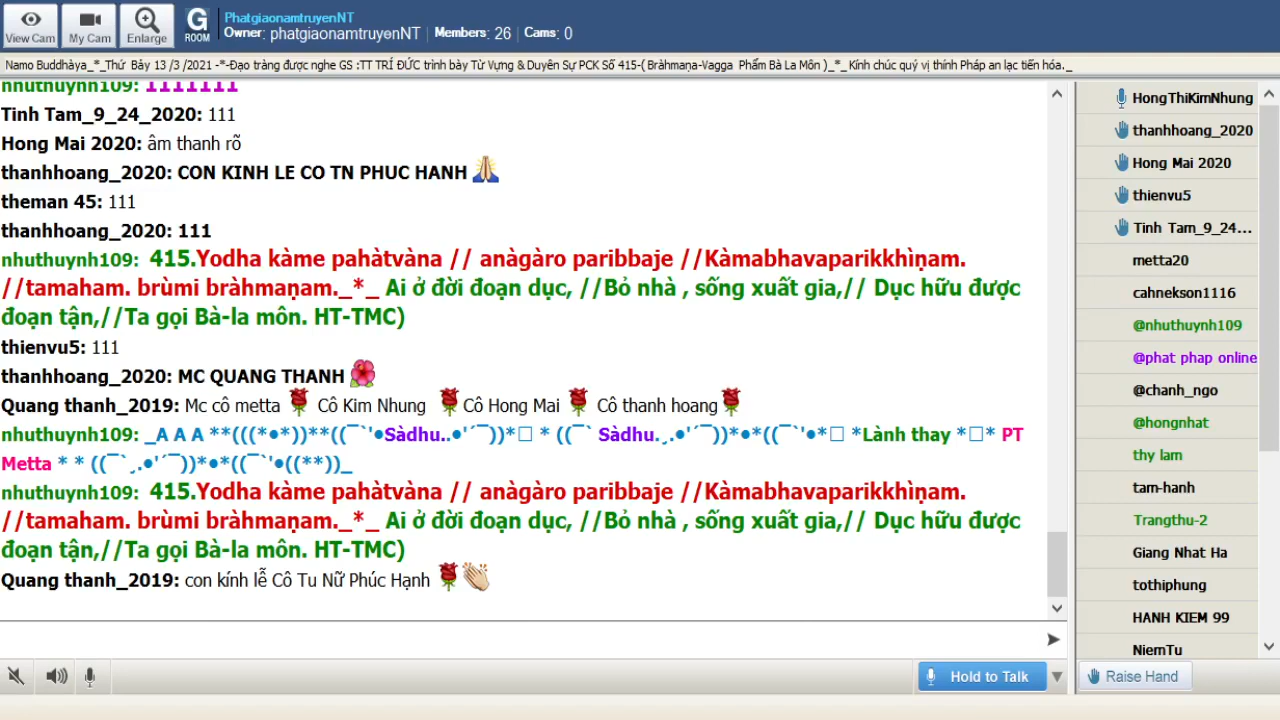 View Cam
My Cam
Enlarge
G
ROOM
PhatgiaonamtruyenNT
Owner: phatgiaonamtruyenNT | Members: 26 | Cams: 0
Namo Buddhàya_*_Thứ Bảy 13 /3 /2021 -*-Đạo tràng được nghe GS :TT TRÍ ĐỨC trình bày Từ Vựng & Duyên Sự PCK Số 415-( Bràhmaṇa-Vagga Phẩm Bà La Môn )_*_ Kính chúc quý vị thính Pháp an lạc tiến hóa._
nhuthuynh109: 1111111
Tinh Tam_9_24_2020: 111
Hong Mai 2020: âm thanh rõ
thanhhoang_2020: CON KINH LE CO TN PHUC HANH
theman 45: 111
thanhhoang_2020: 111
nhuthuynh109: 415.Yodha kàme pahàtvàna // anàgàro paribbaje //Kàmabhavaparikkhìṇam.
//tamaham. brùmi bràhmaṇam._*_ Ai ở đời đoạn dục, //Bỏ nhà , sống xuất gia,// Dục hữu được
đoạn tận,//Ta gọi Bà-la môn. HT-TMC)
thienvu5: 111
thanhhoang_2020: MC QUANG THANH
Quang thanh_2019: Mc cô metta Cô Kim Nhung Cô Hong Mai Cô thanh hoang
nhuthuynh109: _A A A **(((*•*))**((¯`'•Sàdhu..•'´¯))*□ * ((¯` Sàdhu.¸.•'´¯))*•*((¯`'•*□ *Lành thay *□* PT
Metta * * ((¯`¸.•'´¯))*•*((¯`'•((**))_
nhuthuynh109: 415.Yodha kàme pahàtvàna // anàgàro paribbaje //Kàmabhavaparikkhìṇam.
//tamaham. brùmi bràhmaṇam._*_ Ai ở đời đoạn dục, //Bỏ nhà , sống xuất gia,// Dục hữu được
đoạn tận,//Ta gọi Bà-la môn. HT-TMC)
Quang thanh_2019: con kính lễ Cô Tu Nữ Phúc Hạnh
Hold to Talk
HongThiKimNhung
thanhhoang_2020
Hong Mai 2020
thienvu5
Tinh Tam_9_24...
metta20
cahnekson1116
@nhuthuynh109
@phat phap online
@chanh_ngo
@hongnhat
thy lam
tam-hanh
Trangthu-2
Giang Nhat Ha
tothiphung
HANH KIEM 99
NiemTu
Raise Hand